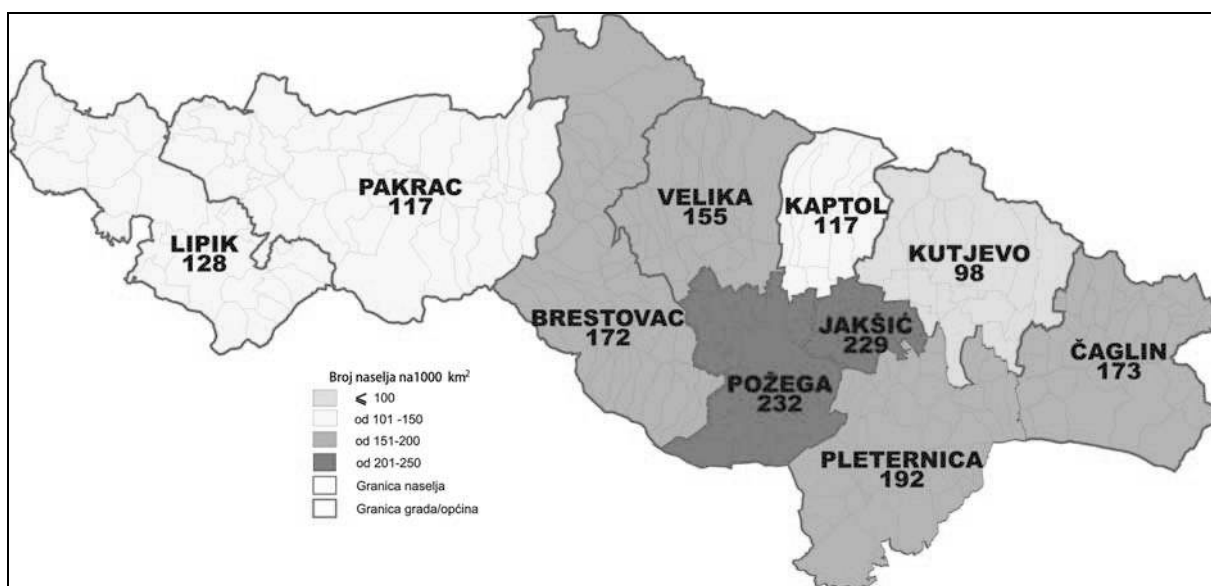 PAKRAC
117
LIPIK
128
VELIKA
155
KAPTOL
117
KUTJEVO
98
BRESTOVAC
172
JAKŠIĆ
229
ČAGLIN
173
POŽEGA
232
PLETERNICA
192
Broj naselja na1000 km²
⩽ 100
od 101 -150
od 151-200
od 201-250
Granica naselja
Granica grada/općina